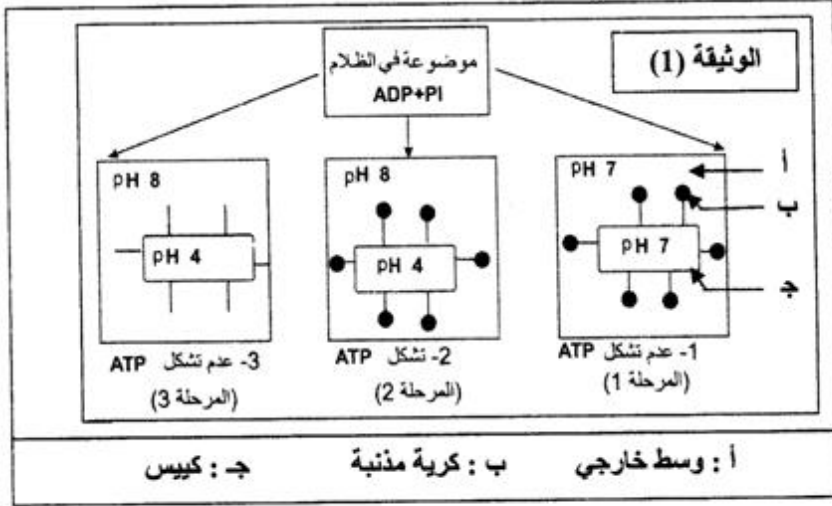 الوثيقة (1)
موضوعة في الظلام
ADP+PI
pH 7
أ
ب
pH 7
جـ
1- عدم تشكل ATP
(المرحلة 1)
pH 8
pH 4
2- تشكل ATP
(المرحلة 2)
pH 8
pH 4
3- عدم تشكل ATP
(المرحلة 3)
أ : وسط خارجي ب : كرية مذنبة جـ : كييس